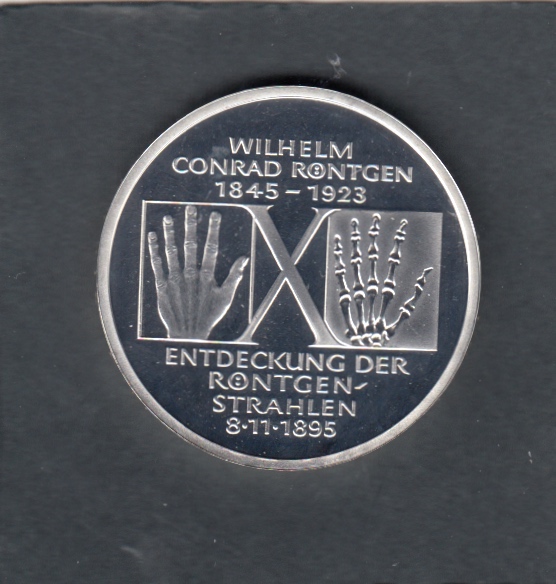 WILHELM
CONRAD RÖNTGEN
1845 – 1923
X
ENTDECKUNG DER
RÖNTGEN-
STRAHLEN
8·11·1895